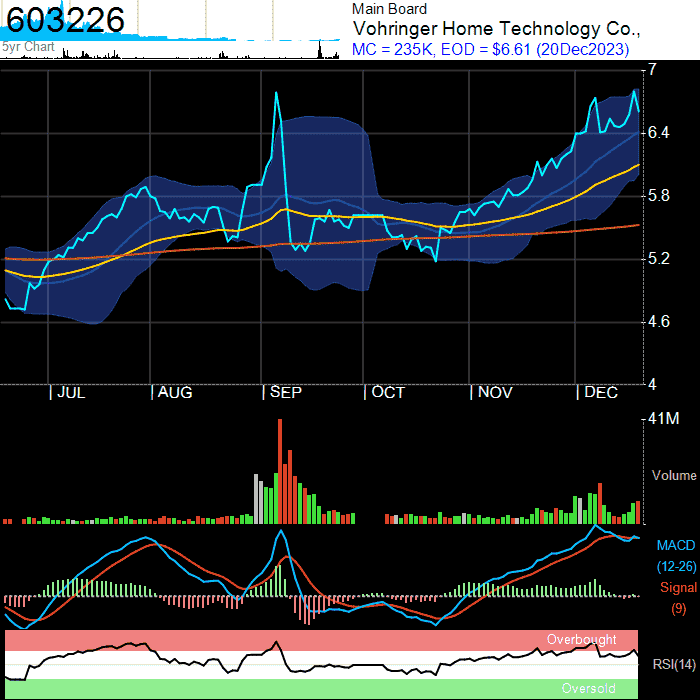 603226
5yr Chart
Main Board
Vohringer Home Technology Co.,
MC = 235K, EOD = $6.61 (20Dec2023)
7
6.4
5.8
5.2
4.6
4
| JUL | AUG | SEP | OCT | NOV | DEC
41M
Volume
MACD
(12-26)
Signal
(9)
Overbought
RSI(14)
Oversold